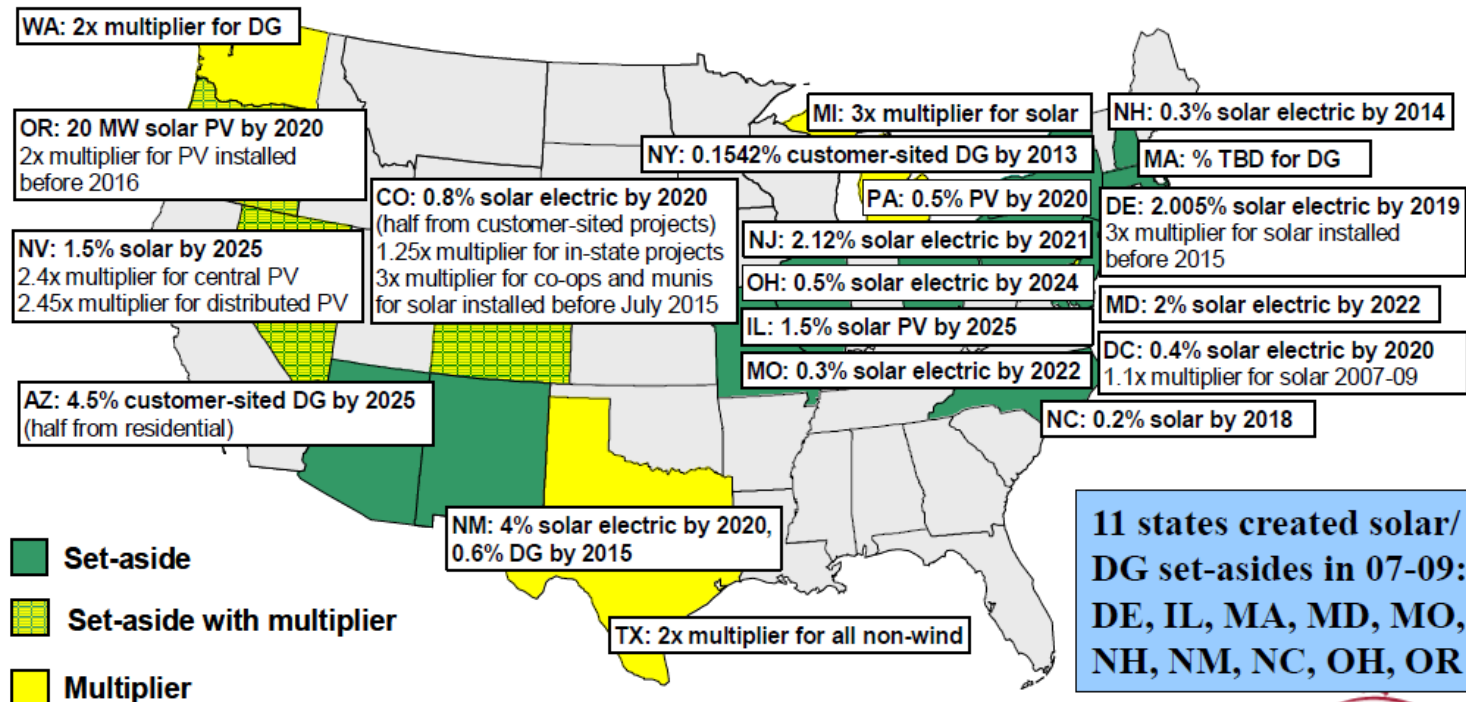 WA: 2x multiplier for DG
OR: 20 MW solar PV by 2020
2x multiplier for PV installed
before 2016
NV: 1.5% solar by 2025
2.4x multiplier for central PV
2.45x multiplier for distributed PV
CO: 0.8% solar electric by 2020
(half from customer-sited projects)
1.25x multiplier for in-state projects
3x multiplier for co-ops and munis
for solar installed before July 2015
AZ: 4.5% customer-sited DG by 2025
(half from residential)
NM: 4% solar electric by 2020,
0.6% DG by 2015
TX: 2x multiplier for all non-wind
MI: 3x multiplier for solar
NY: 0.1542% customer-sited DG by 2013
PA: 0.5% PV by 2020
NJ: 2.12% solar electric by 2021
OH: 0.5% solar electric by 2024
IL: 1.5% solar PV by 2025
MO: 0.3% solar electric by 2022
NH: 0.3% solar electric by 2014
MA: % TBD for DG
DE: 2.005% solar electric by 2019
3x multiplier for solar installed
before 2015
MD: 2% solar electric by 2022
DC: 0.4% solar electric by 2020
1.1x multiplier for solar 2007-09
NC: 0.2% solar by 2018
Set-aside
Set-aside with multiplier
Multiplier
11 states created solar/
DG set-asides in 07-09:
DE, IL, MA, MD, MO,
NH, NM, NC, OH, OR